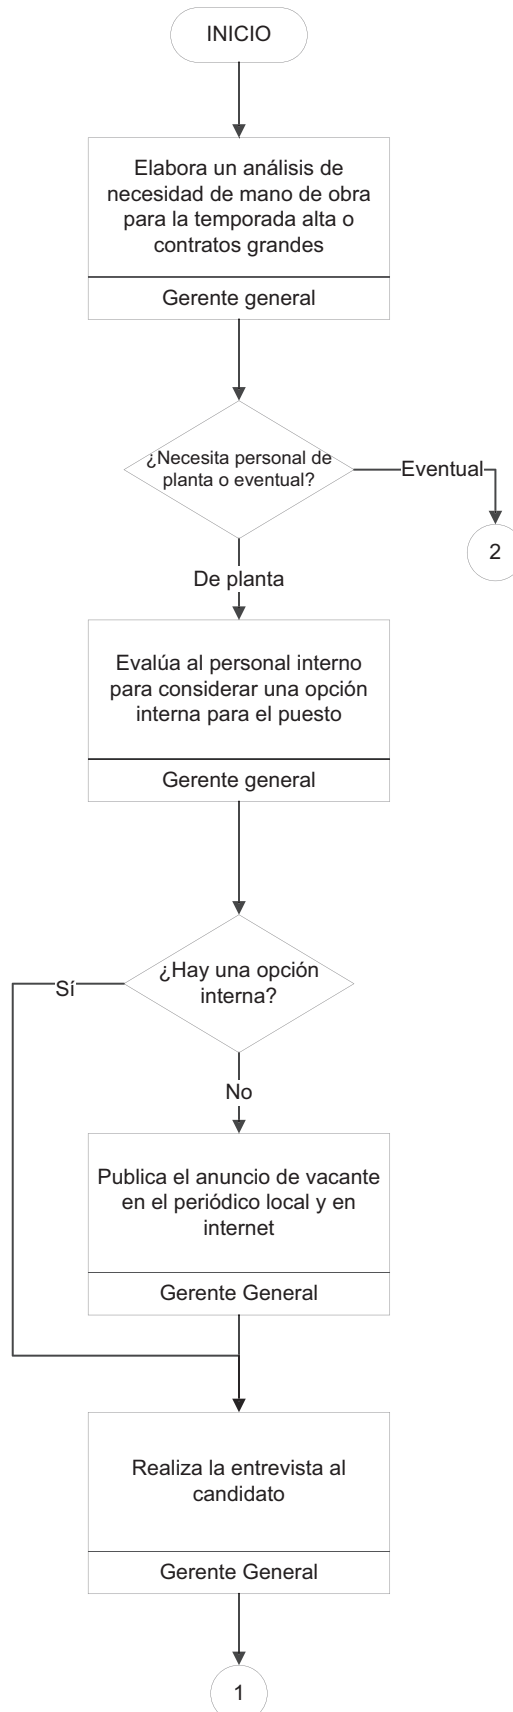 INICIO
Elabora un análisis de
necesidad de mano de obra
para la temporada alta o
contratos grandes
Gerente general
¿Necesita personal de
planta o eventual?
Eventual
2
De planta
Evalúa al personal interno
para considerar una opción
interna para el puesto
Gerente general
¿Hay una opción
interna?
Sí
No
Publica el anuncio de vacante
en el periódico local y en
internet
Gerente General
Realiza la entrevista al
candidato
Gerente General
1